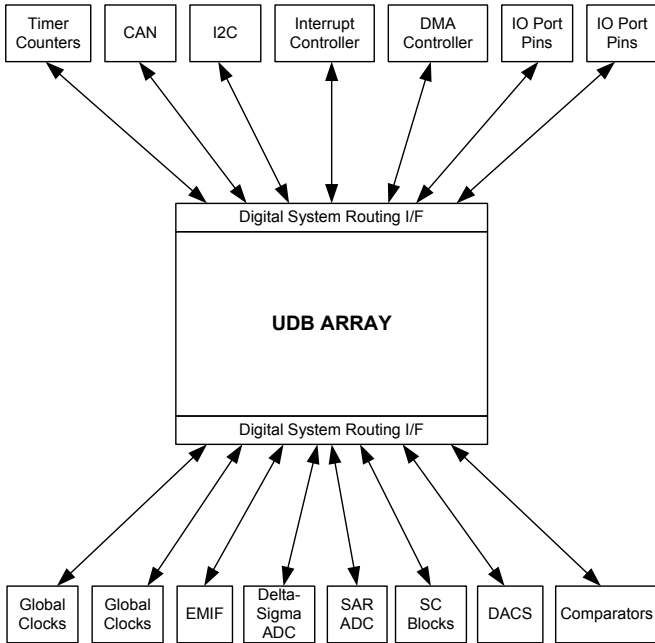 Timer
Counters
CAN
I2C
Interrupt
Controller
DMA
Controller
IO Port
Pins
IO Port
Pins
Digital System Routing I/F
UDB ARRAY
Digital System Routing I/F
Global
Clocks
Global
Clocks
EMIF
Delta-
Sigma
ADC
SAR
ADC
SC
Blocks
DACS
Comparators